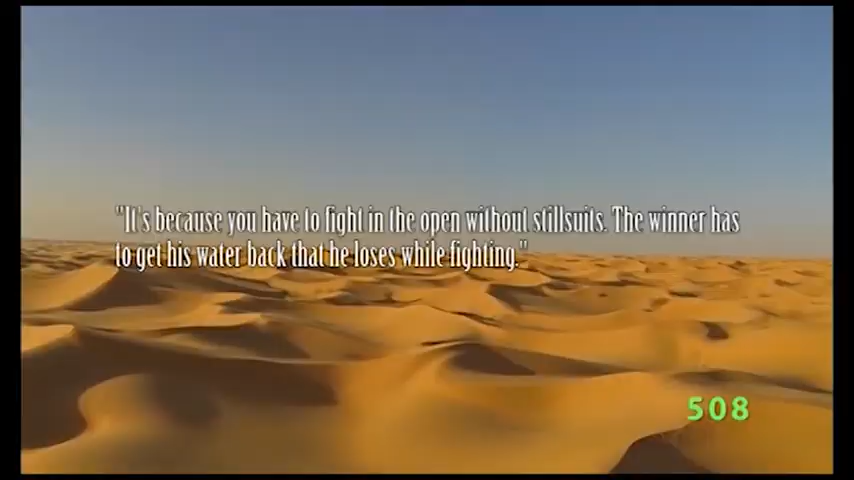 "It's because you have to fight in the open without stillsuits. The winner has
to get his water back that he loses while fighting."
508